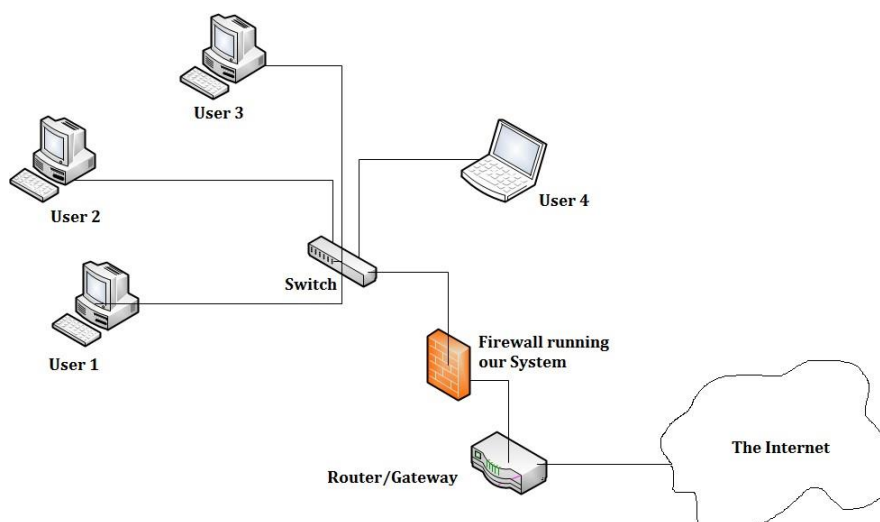 User 3
User 2
User 4
Switch
User 1
Firewall running
our System
Router/Gateway
The Internet